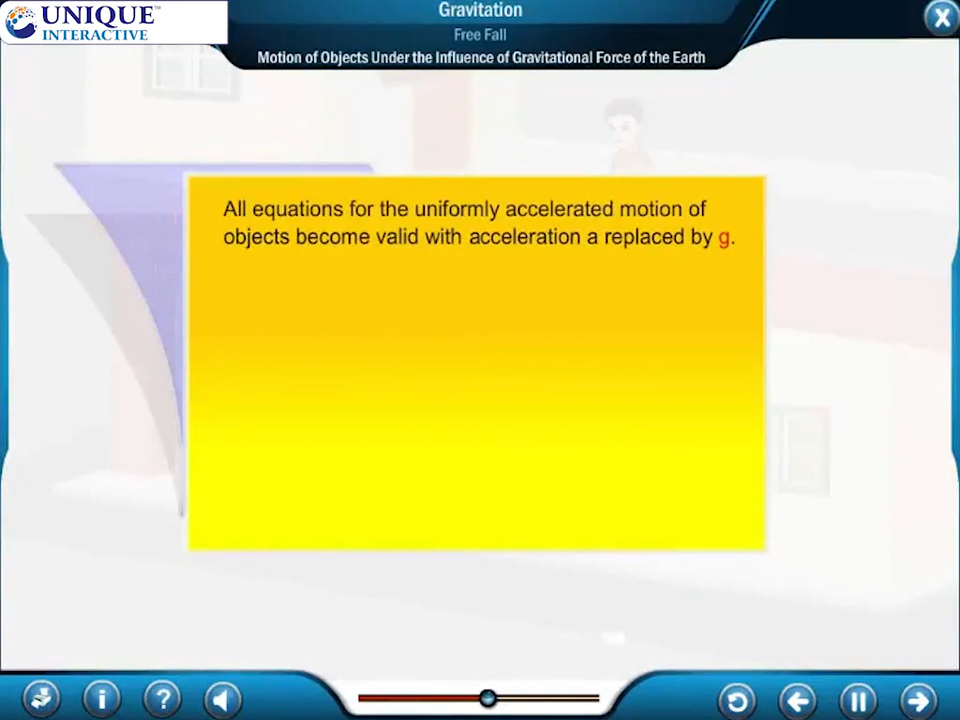 UNIQUE™
INTERACTIVE
Gravitation
Free Fall
Motion of Objects Under the Influence of Gravitational Force of the Earth
All equations for the uniformly accelerated motion of
objects become valid with acceleration a replaced by g.